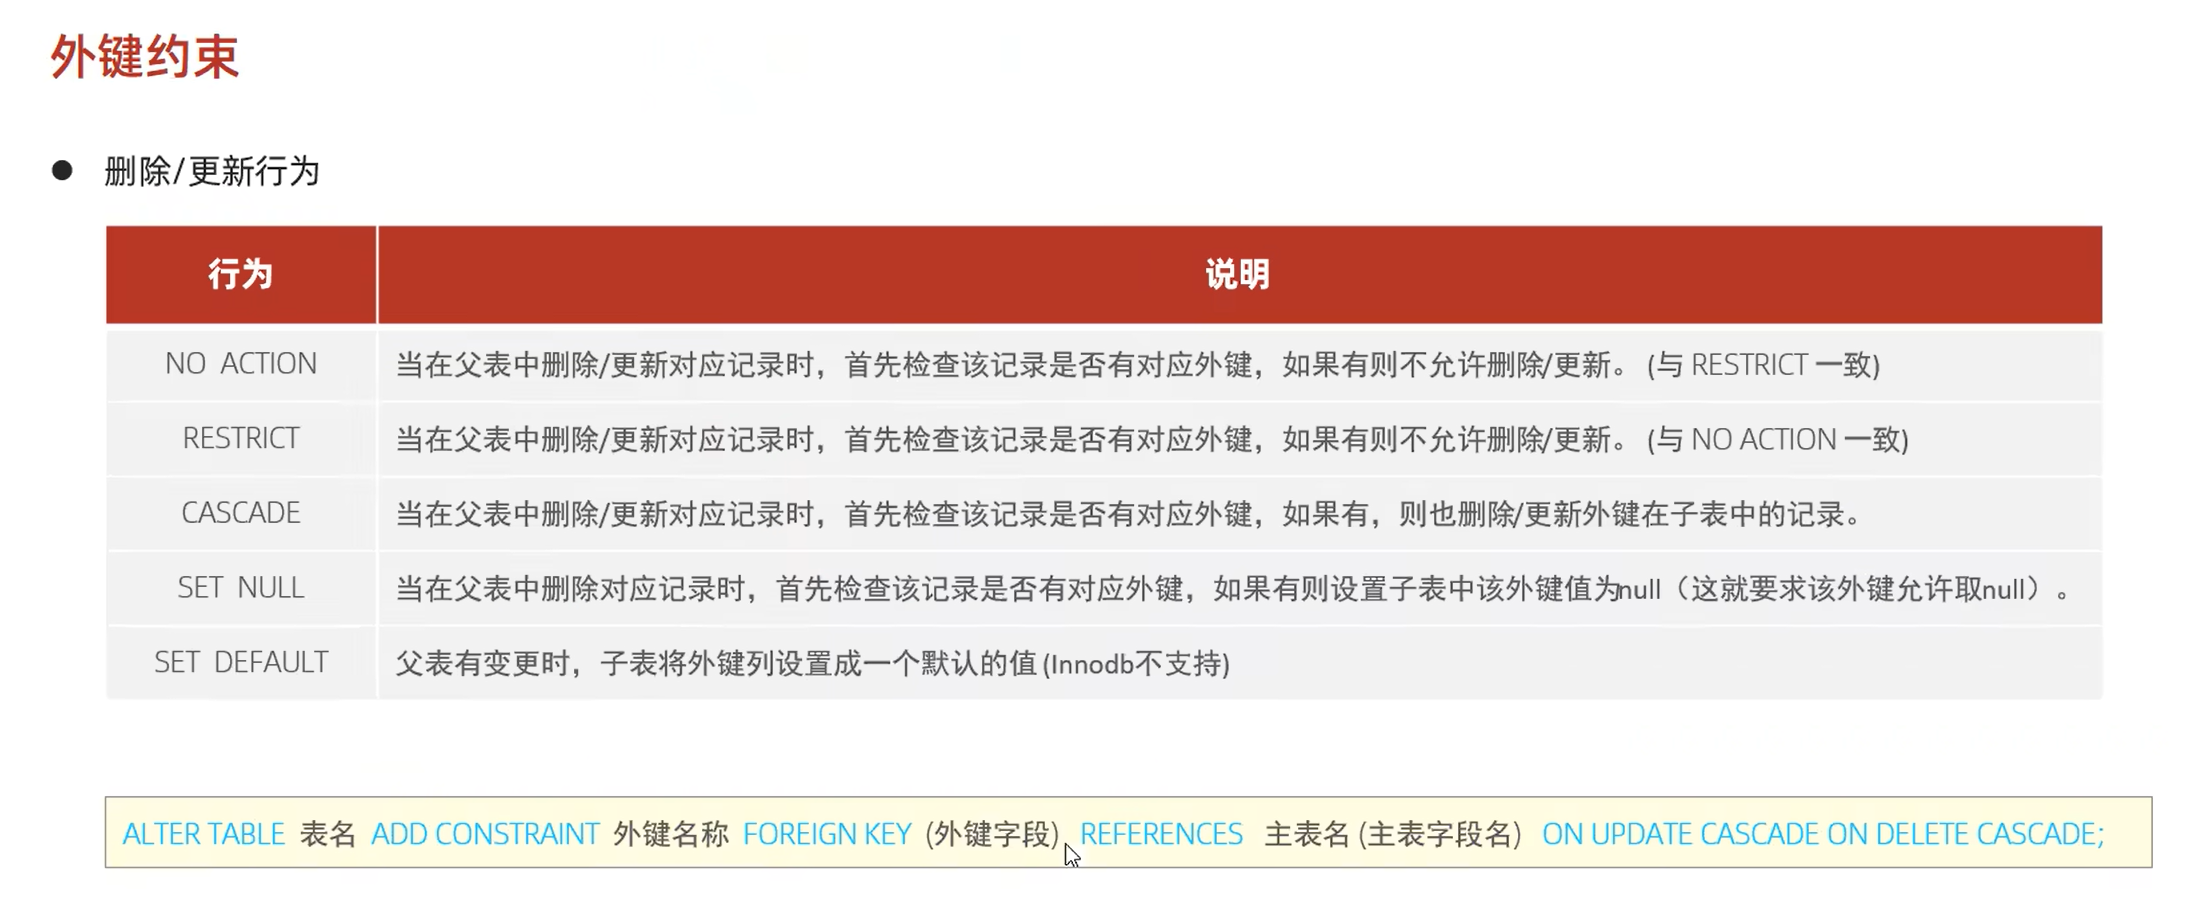 外键约束
● 删除/更新行为
行为 说明
NO ACTION 当在父表中删除/更新对应记录时，首先检查该记录是否有对应外键，如果有则不允许删除/更新。 (与 RESTRICT 一致)
RESTRICT 当在父表中删除/更新对应记录时，首先检查该记录是否有对应外键，如果有则不允许删除/更新。 (与 NO ACTION 一致)
CASCADE 当在父表中删除/更新对应记录时，首先检查该记录是否有对应外键，如果有，则也删除/更新外键在子表中的记录。
SET NULL 当在父表中删除对应记录时，首先检查该记录是否有对应外键，如果有则设置子表中该外键值为null（这就要求该外键允许取null）。
SET DEFAULT 父表有变更时，子表将外键列设置成一个默认的值 (Innodb不支持)
ALTER TABLE 表名 ADD CONSTRAINT 外键名称 FOREIGN KEY (外键字段) REFERENCES 主表名 (主表字段名) ON UPDATE CASCADE ON DELETE CASCADE;